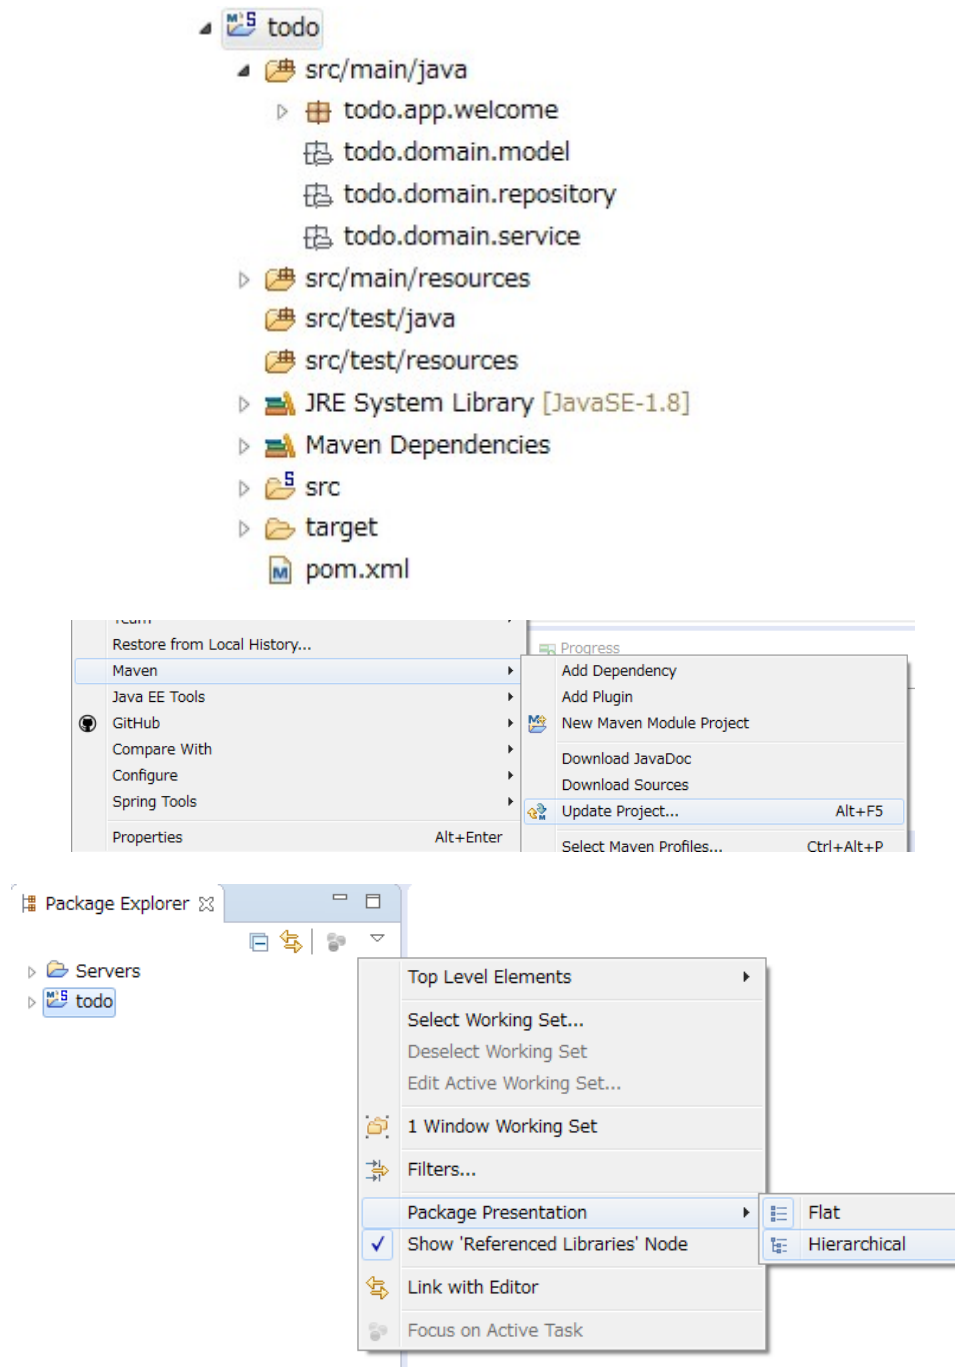 todo
src/main/java
todo.app.welcome
todo.domain.model
todo.domain.repository
todo.domain.service
src/main/resources
src/test/java
src/test/resources
JRE System Library [JavaSE-1.8]
Maven Dependencies
src
target
pom.xml
Team
Restore from Local History...
Progress
Maven
Add Dependency
Java EE Tools
Add Plugin
GitHub
New Maven Module Project
Compare With
Download JavaDoc
Configure
Download Sources
Spring Tools
Update Project... Alt+F5
Properties Alt+Enter
Select Maven Profiles... Ctrl+Alt+P
Package Explorer
Servers
todo
Top Level Elements
Select Working Set...
Deselect Working Set
Edit Active Working Set...
1 Window Working Set
Filters...
Package Presentation
Flat
Show 'Referenced Libraries' Node
Hierarchical
Link with Editor
Focus on Active Task